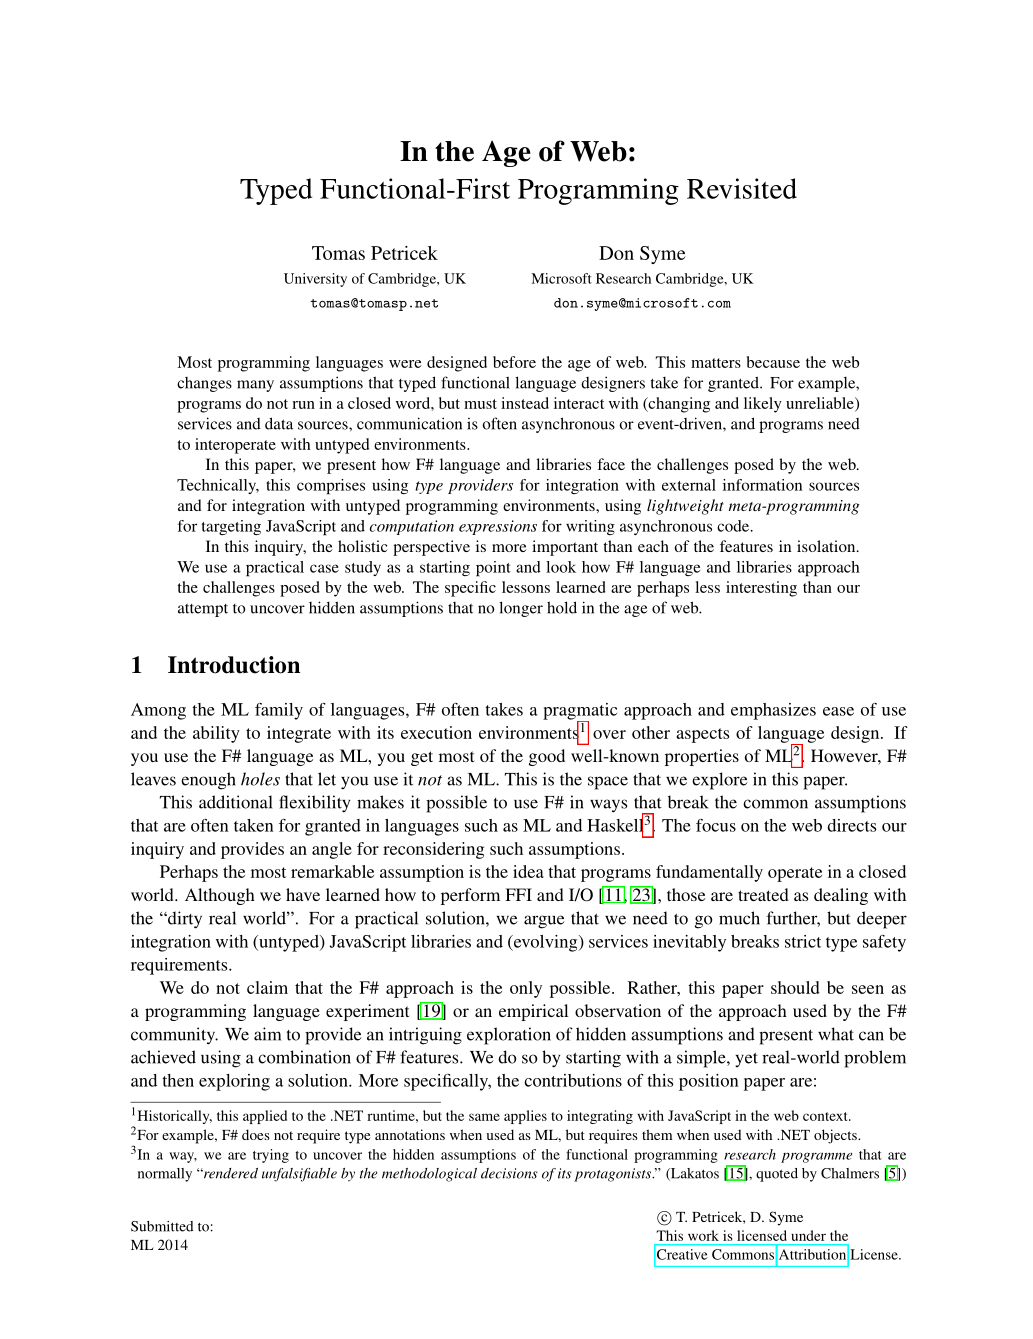 In the Age of Web:
Typed Functional-First Programming Revisited
Tomas Petricek
University of Cambridge, UK
tomas@tomasp.net
Don Syme
Microsoft Research Cambridge, UK
don.syme@microsoft.com
Most programming languages were designed before the age of web. This matters because the web
changes many assumptions that typed functional language designers take for granted. For example,
programs do not run in a closed word, but must instead interact with (changing and likely unreliable)
services and data sources, communication is often asynchronous or event-driven, and programs need
to interoperate with untyped environments.
In this paper, we present how F# language and libraries face the challenges posed by the web.
Technically, this comprises using type providers for integration with external information sources
and for integration with untyped programming environments, using lightweight meta-programming
for targeting JavaScript and computation expressions for writing asynchronous code.
In this inquiry, the holistic perspective is more important than each of the features in isolation.
We use a practical case study as a starting point and look how F# language and libraries approach
the challenges posed by the web. The specific lessons learned are perhaps less interesting than our
attempt to uncover hidden assumptions that no longer hold in the age of web.
1 Introduction
Among the ML family of languages, F# often takes a pragmatic approach and emphasizes ease of use
and the ability to integrate with its execution environments1 over other aspects of language design. If
you use the F# language as ML, you get most of the good well-known properties of ML2. However, F#
leaves enough holes that let you use it not as ML. This is the space that we explore in this paper.
This additional flexibility makes it possible to use F# in ways that break the common assumptions
that are often taken for granted in languages such as ML and Haskell3. The focus on the web directs our
inquiry and provides an angle for reconsidering such assumptions.
Perhaps the most remarkable assumption is the idea that programs fundamentally operate in a closed
world. Although we have learned how to perform FFI and I/O [11, 23], those are treated as dealing with
the “dirty real world”. For a practical solution, we argue that we need to go much further, but deeper
integration with (untyped) JavaScript libraries and (evolving) services inevitably breaks strict type safety
requirements.
We do not claim that the F# approach is the only possible. Rather, this paper should be seen as
a programming language experiment [19] or an empirical observation of the approach used by the F#
community. We aim to provide an intriguing exploration of hidden assumptions and present what can be
achieved using a combination of F# features. We do so by starting with a simple, yet real-world problem
and then exploring a solution. More specifically, the contributions of this position paper are:
1Historically, this applied to the .NET runtime, but the same applies to integrating with JavaScript in the web context.
2For example, F# does not require type annotations when used as ML, but requires them when used with .NET objects.
3In a way, we are trying to uncover the hidden assumptions of the functional programming research programme that are
normally “rendered unfalsifiable by the methodological decisions of its protagonists.” (Lakatos [15], quoted by Chalmers [5])
Submitted to:
ML 2014
© T. Petricek, D. Syme
This work is licensed under the
Creative Commons Attribution License.